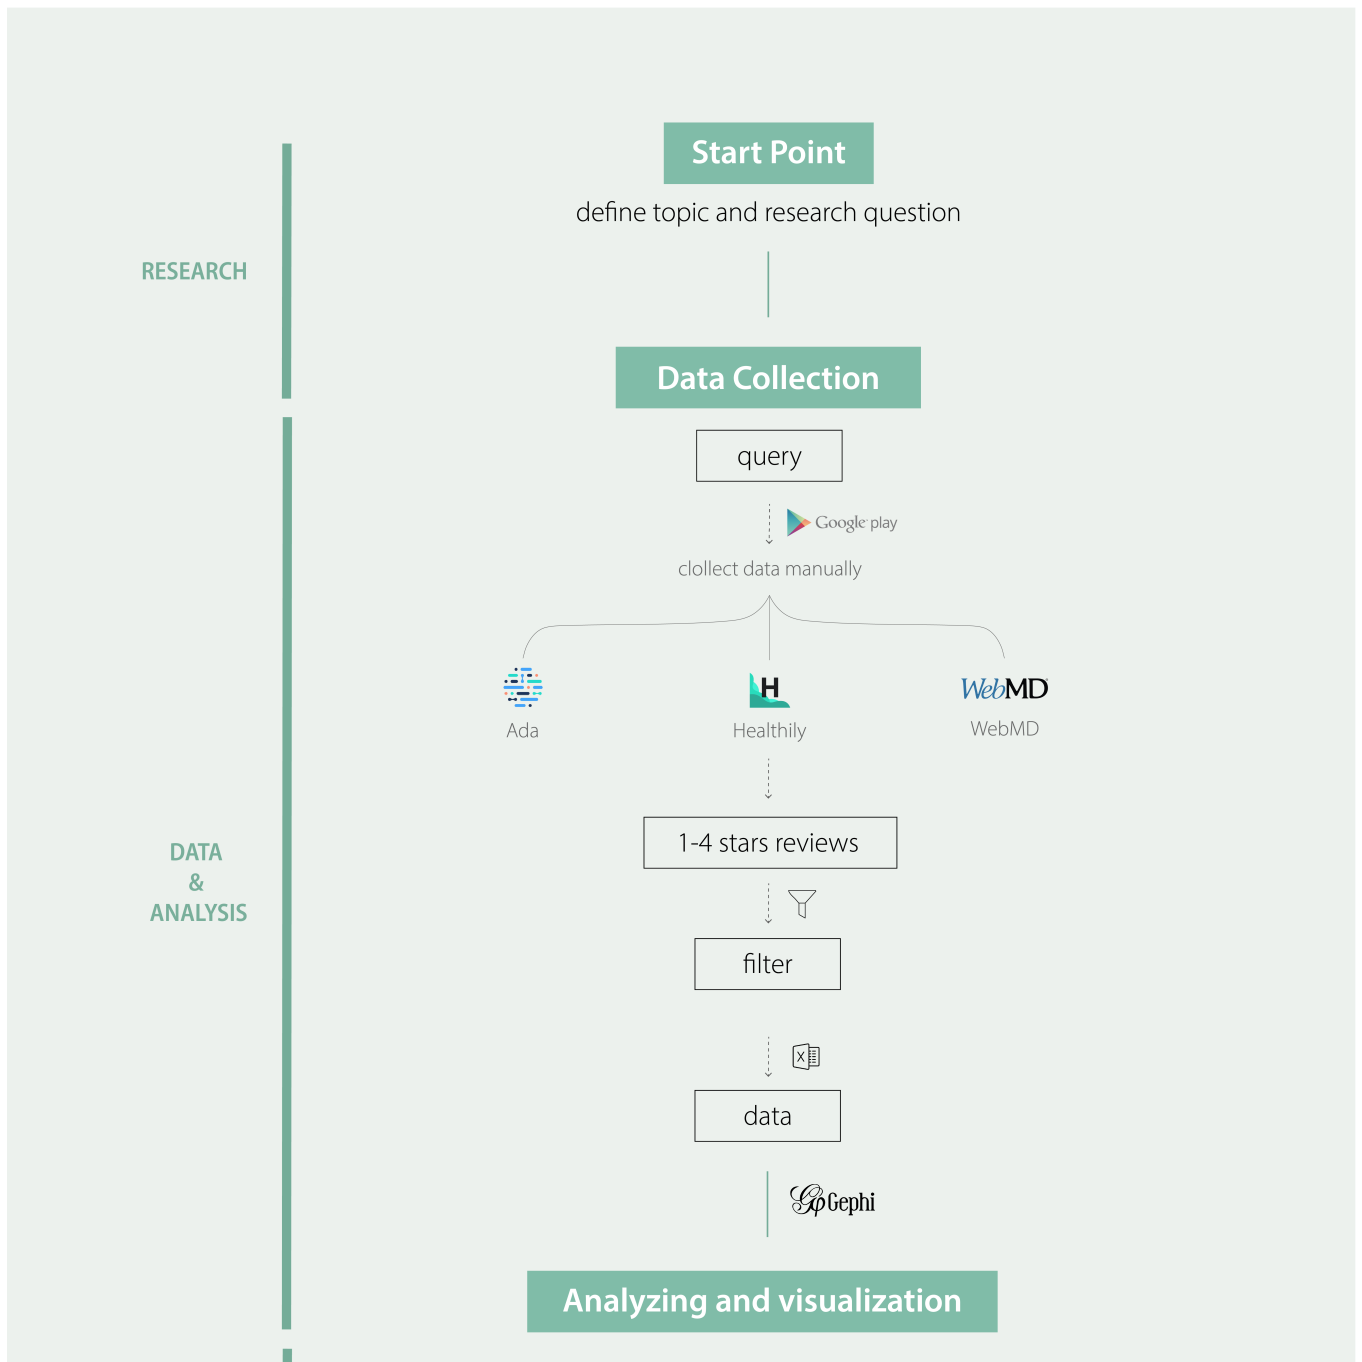 Start Point
define topic and research question
RESEARCH
Data Collection
query
Google play
clollect data manually
H
WebMD
Ada
Healthily
WebMD
1-4 stars reviews
DATA
&
ANALYSIS
filter
X
data
Gephi
Analyzing and visualization